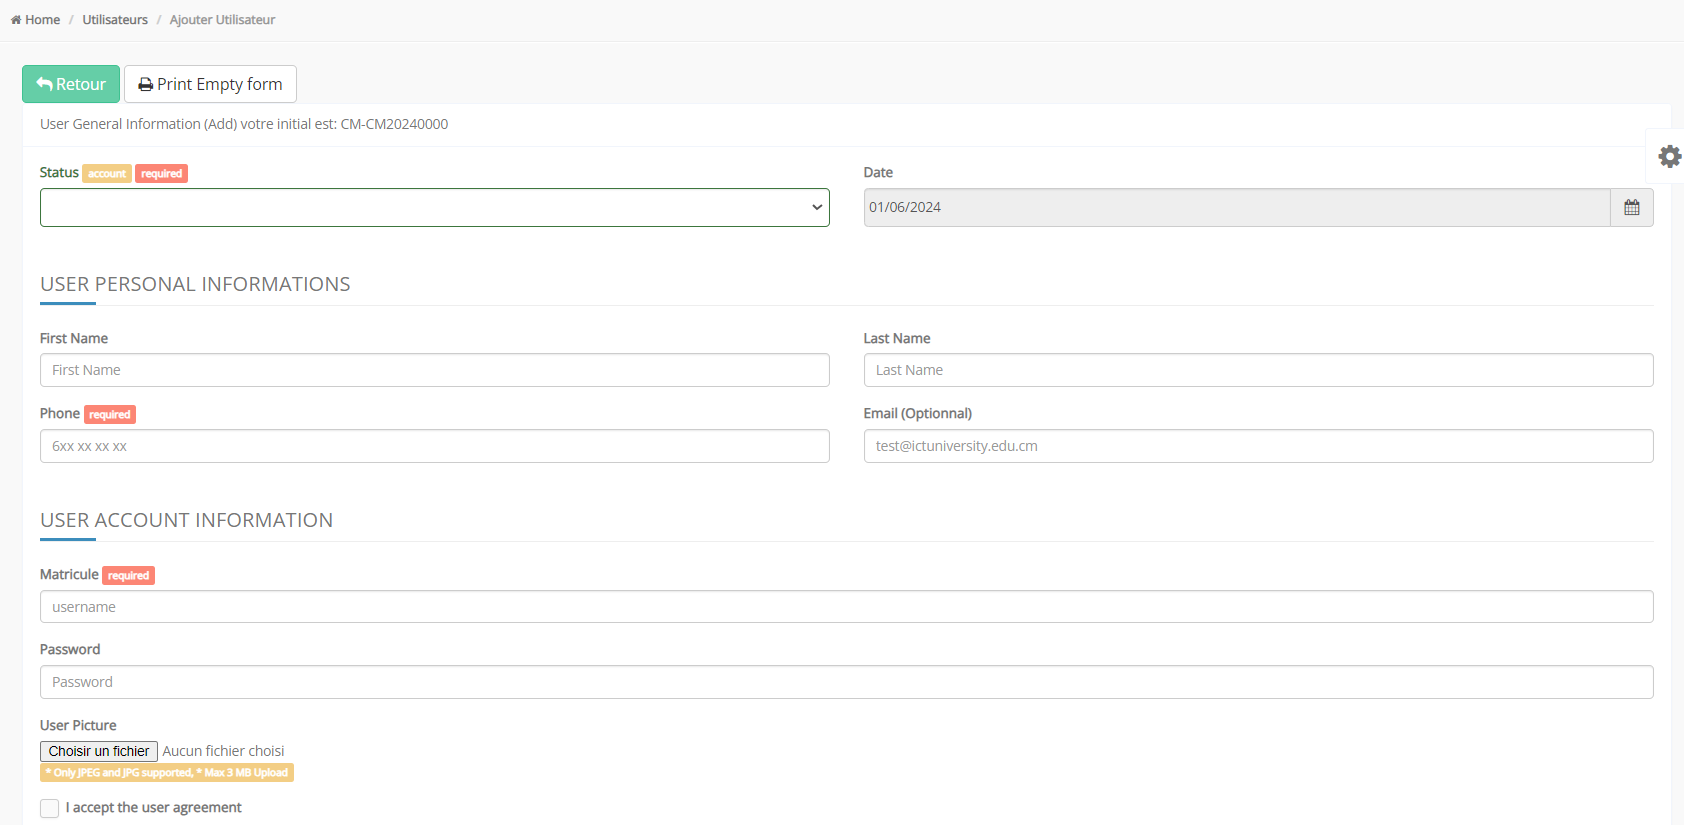 Home / Utilisateurs / Ajouter Utilisateur
Retour Print Empty form
User General Information (Add) votre initial est: CM-CM20240000
Status account required Date
01/06/2024
USER PERSONAL INFORMATIONS
First Name Last Name
First Name Last Name
Phone required Email (Optionnal)
6xx xx xx xx test@ictuniversity.edu.cm
USER ACCOUNT INFORMATION
Matricule required
username
Password
Password
User Picture
Choisir un fichier Aucun fichier choisi
* Only JPEG and JPG supported, * Max 3 MB Upload
I accept the user agreement